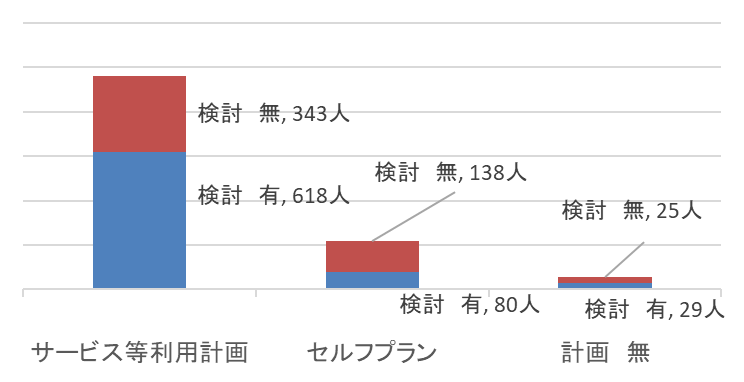 検討　無, 343人
検討　有, 618人
検討　無, 138人
検討　有, 80人
検討　無, 25人
検討　有, 29人
サービス等利用計画
セルフプラン
計画　無